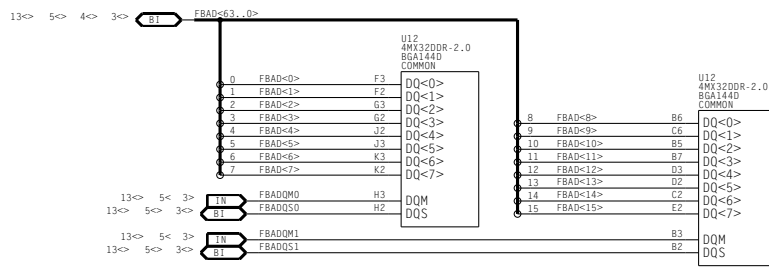 13<> 5<> 4<> 3<> BI FBAD<63..0>
U12
4MX32DDR-2.0
BGA144D
COMMON
0 FBAD<0> F3 DQ<0>
1 FBAD<1> F2 DQ<1>
2 FBAD<2> G3 DQ<2>
3 FBAD<3> G2 DQ<3>
4 FBAD<4> J2 DQ<4>
5 FBAD<5> J3 DQ<5>
6 FBAD<6> K3 DQ<6>
7 FBAD<7> K2 DQ<7>
13<> 5< 3> IN FBADQM0 H3 DQM
13<> 5<> 3<> BI FBADQS0 H2 DQS
U12
4MX32DDR-2.0
BGA144D
COMMON
8 FBAD<8> B6 DQ<0>
9 FBAD<9> C6 DQ<1>
10 FBAD<10> B5 DQ<2>
11 FBAD<11> B7 DQ<3>
12 FBAD<12> D3 DQ<4>
13 FBAD<13> D2 DQ<5>
14 FBAD<14> C2 DQ<6>
15 FBAD<15> E2 DQ<7>
13<> 5< 3> IN FBADQM1 B3 DQM
13<> 5<> 3<> BI FBADQS1 B2 DQS